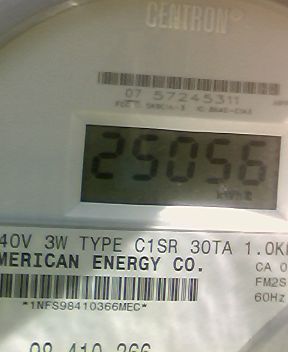 CENTRON®
07 57245311
25056
kWh
40V 3W TYPE C1SR 30TA 1.0K
MERICAN ENERGY CO.
CA 0
FM2S
60Hz
*1NFS98410366MEC*
98 410 366